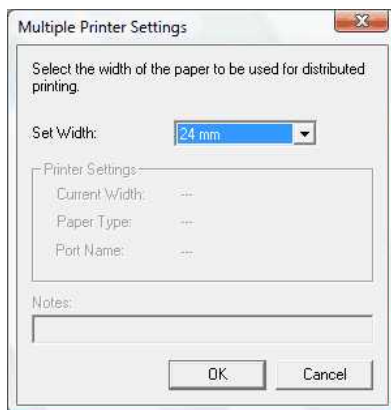 Multiple Printer Settings
Select the width of the paper to be used for distributed
printing.
Set Width: 24 mm
Printer Settings
Current Width: ---
Paper Type: ---
Port Name: ---
Notes:
OK Cancel